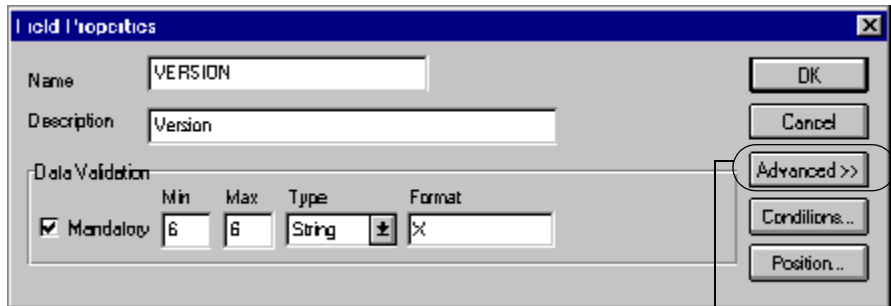 Field Properties
Name VERSION OK
Description Version Cancel
Data Validation Advanced >>
Min Max Type Format
Mandatory 6 6 String X Conditions...
Position...